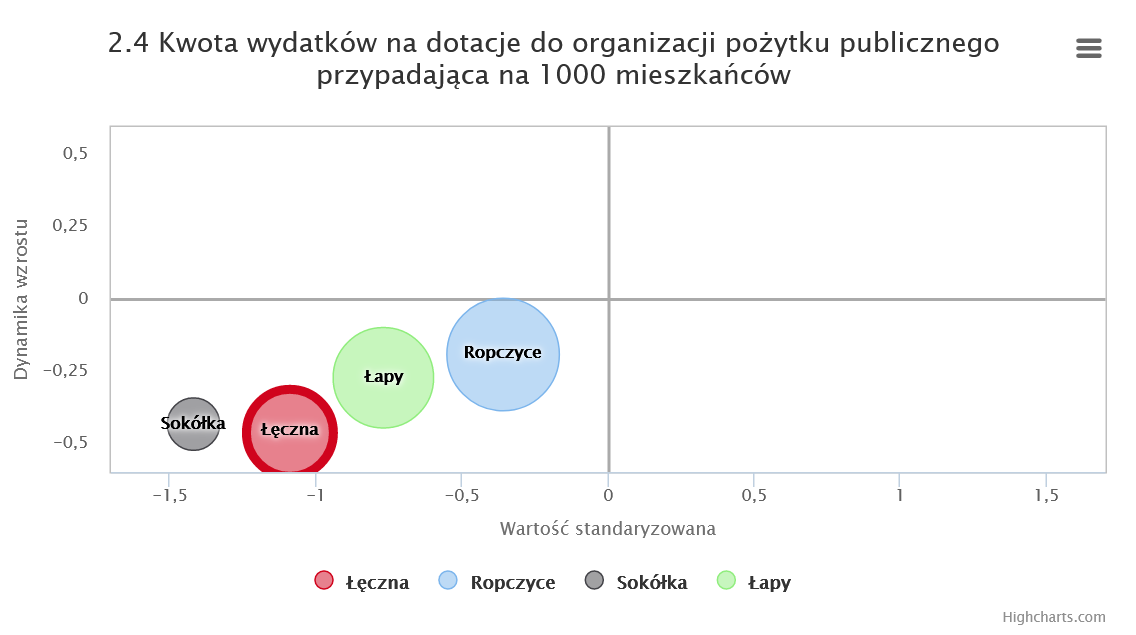 2.4 Kwota wydatków na dotacje do organizacji pożytku publicznego
przypadająca na 1000 mieszkańców
Dynamika wzrostu
0,5
0,25
0
−0,25
−0,5
Ropczyce
Łapy
Sokółka
Łęczna
−1,5 −1 −0,5 0 0,5 1 1,5
Wartość standaryzowana
Łęczna Ropczyce Sokółka Łapy
Highcharts.com